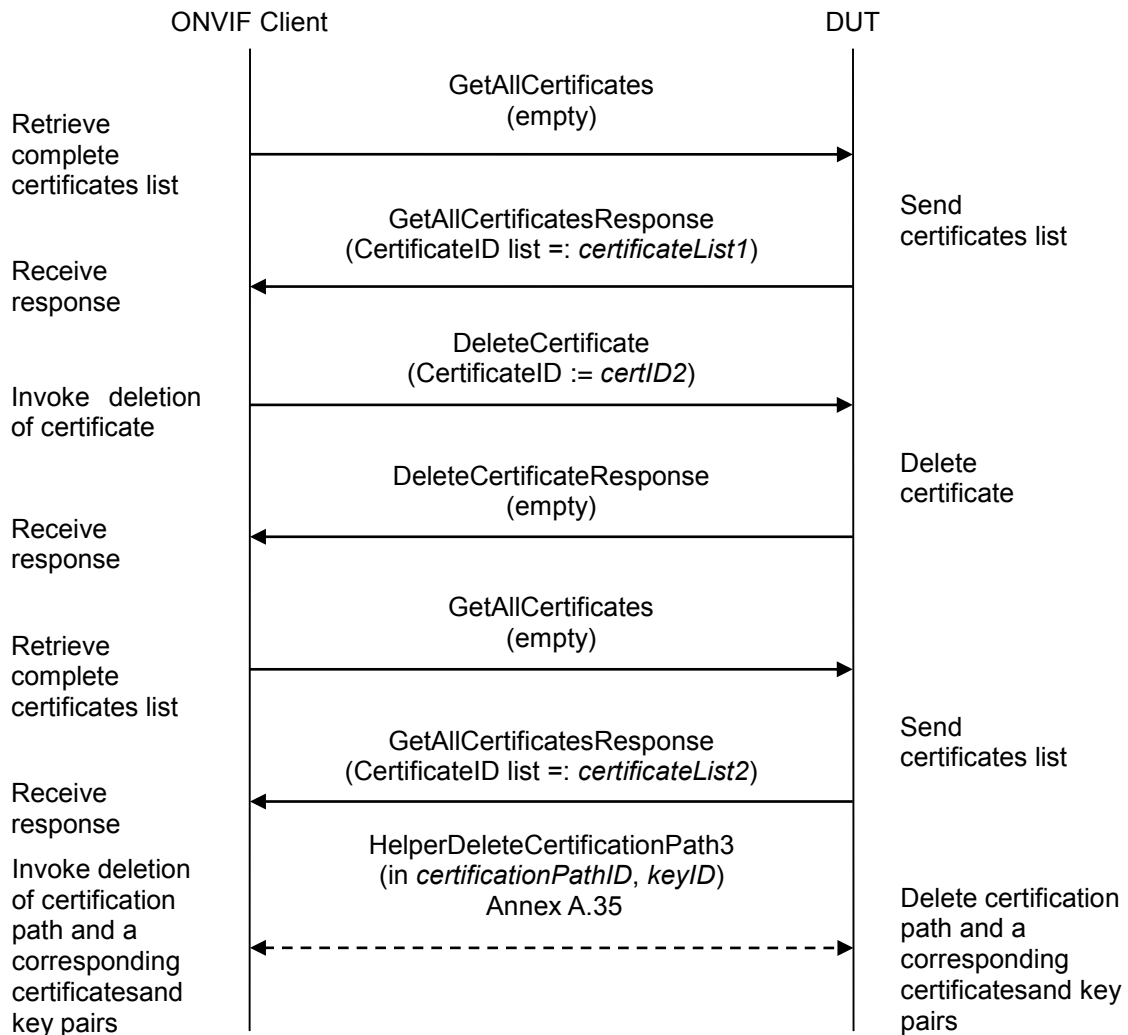 ONVIF Client
DUT
GetAllCertificates
(empty)
Retrieve
complete
certificates list
GetAllCertificatesResponse
(CertificateID list =: certificateList1)
Send
certificates list
Receive
response
DeleteCertificate
(CertificateID := certID2)
Invoke deletion
of certificate
DeleteCertificateResponse
(empty)
Delete
certificate
Receive
response
GetAllCertificates
(empty)
Retrieve
complete
certificates list
GetAllCertificatesResponse
(CertificateID list =: certificateList2)
Send
certificates list
Receive
response
HelperDeleteCertificationPath3
(in certificationPathID, keyID)
Annex A.35
Invoke deletion
of certification
path and a
corresponding
certificatesand
key pairs
Delete certification
path and a
corresponding
certificatesand key
pairs